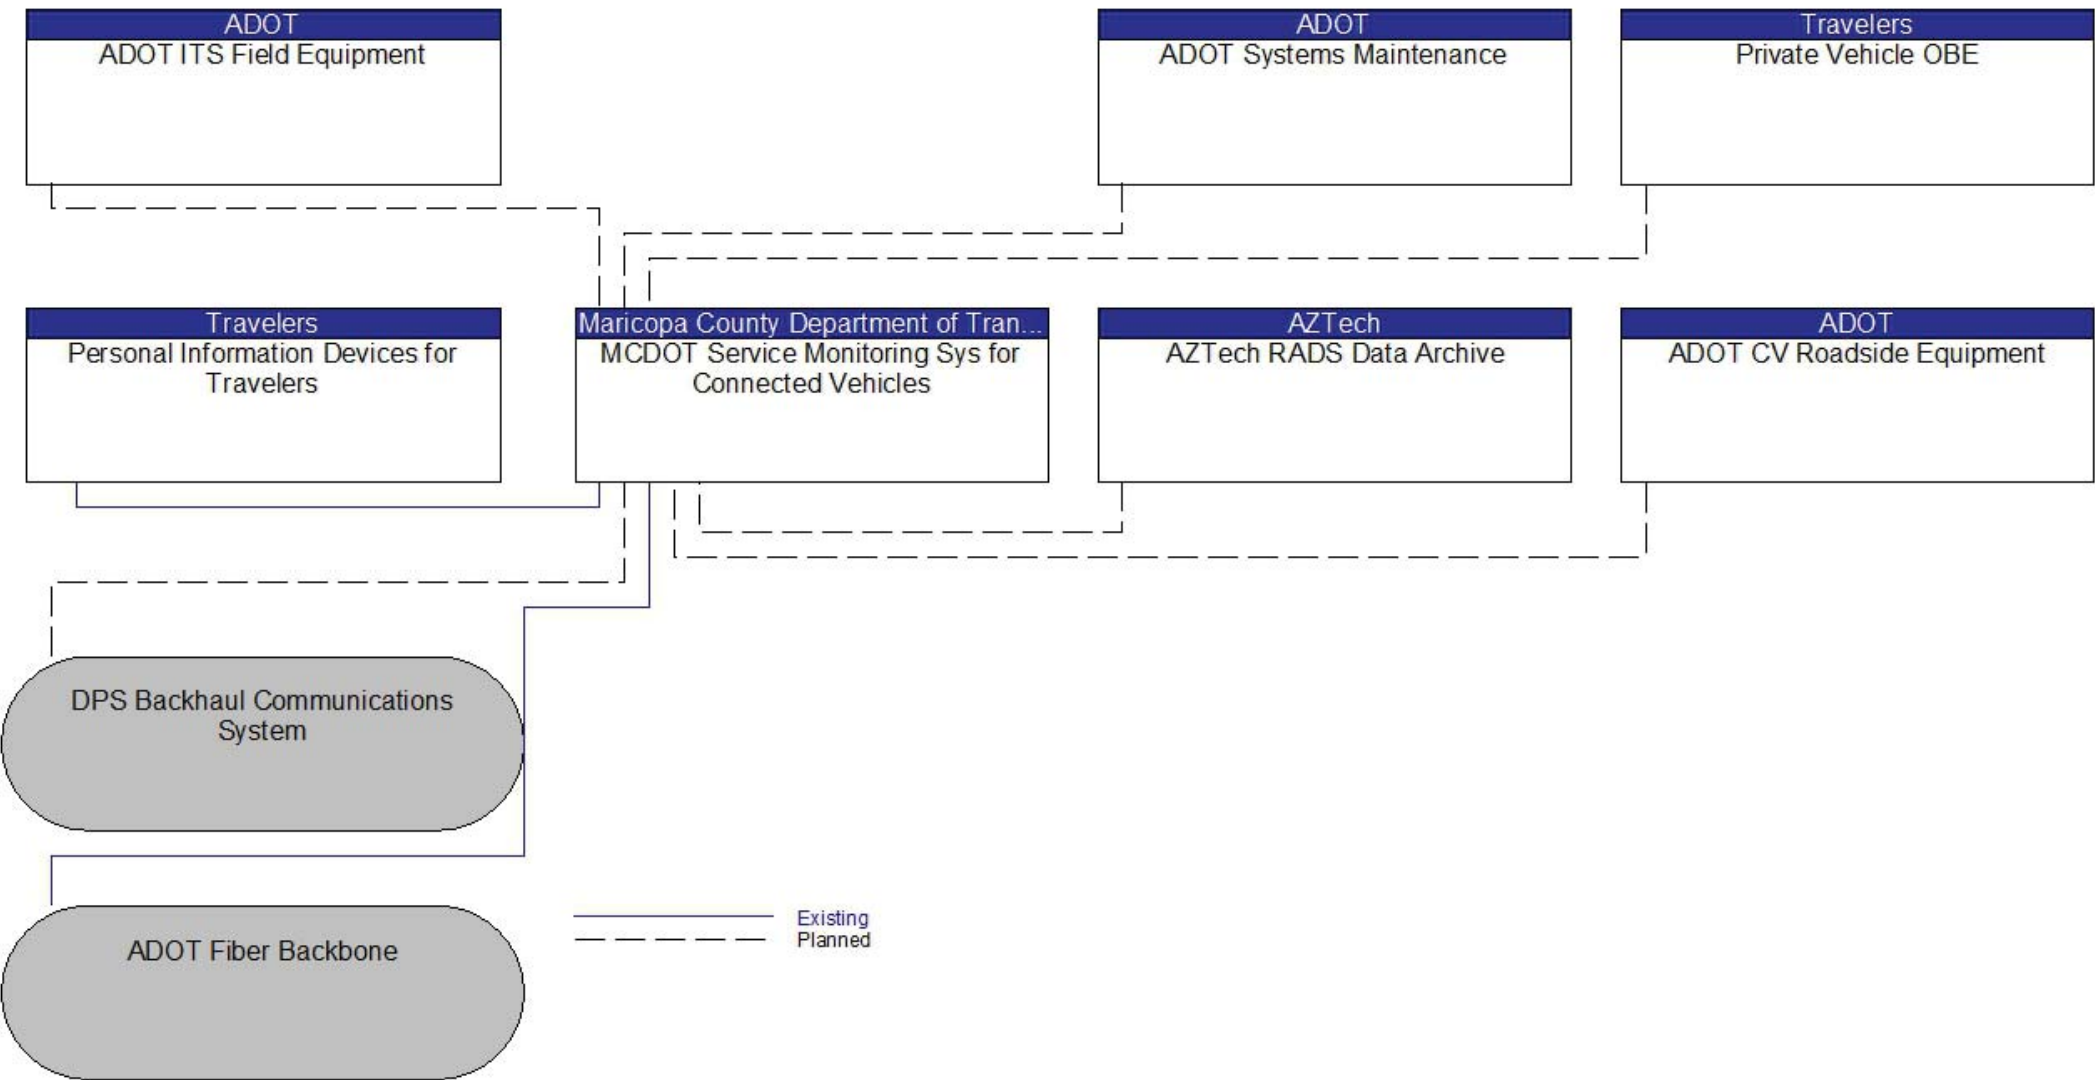 ADOT
ADOT ITS Field Equipment
ADOT
ADOT Systems Maintenance
Travelers
Private Vehicle OBE
Travelers
Personal Information Devices for
Travelers
Maricopa County Department of Tran...
MCDOT Service Monitoring Sys for
Connected Vehicles
AZTech
AZTech RADS Data Archive
ADOT
ADOT CV Roadside Equipment
DPS Backhaul Communications
System
ADOT Fiber Backbone
Existing
Planned